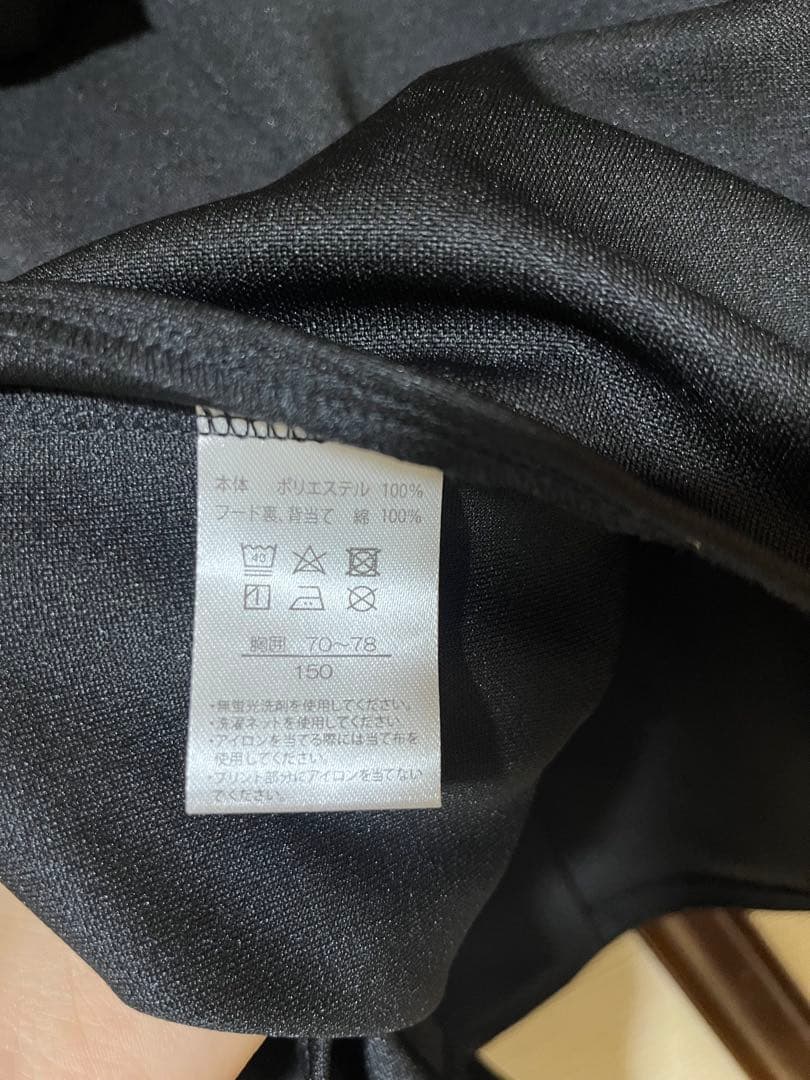 本体 ポリエステル 100%
フード裏、背当て 綿 100%
40
胸囲 70～78
150
・無蛍光洗剤を使用してください。
・洗濯ネットを使用してください
・アイロンを当てる際には当て布を
使用してください。
・プリント部分にアイロンを当てない
でください。